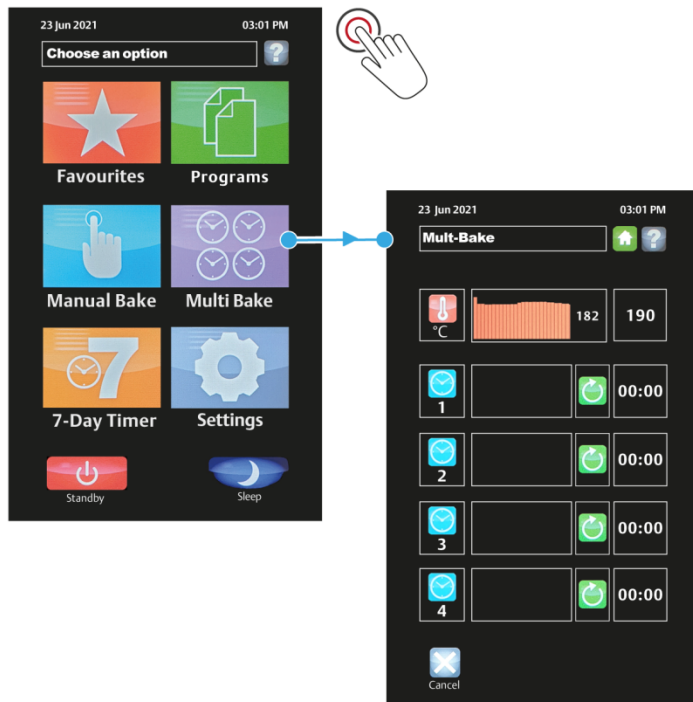 23 Jun 2021 03:01 PM
Choose an option ?
Favourites Programs
Manual Bake Multi Bake
7
7-Day Timer Settings
Standby Sleep
23 Jun 2021 03:01 PM
Mult-Bake ?
°C 182 190
1 00:00
2 00:00
3 00:00
4 00:00
Cancel